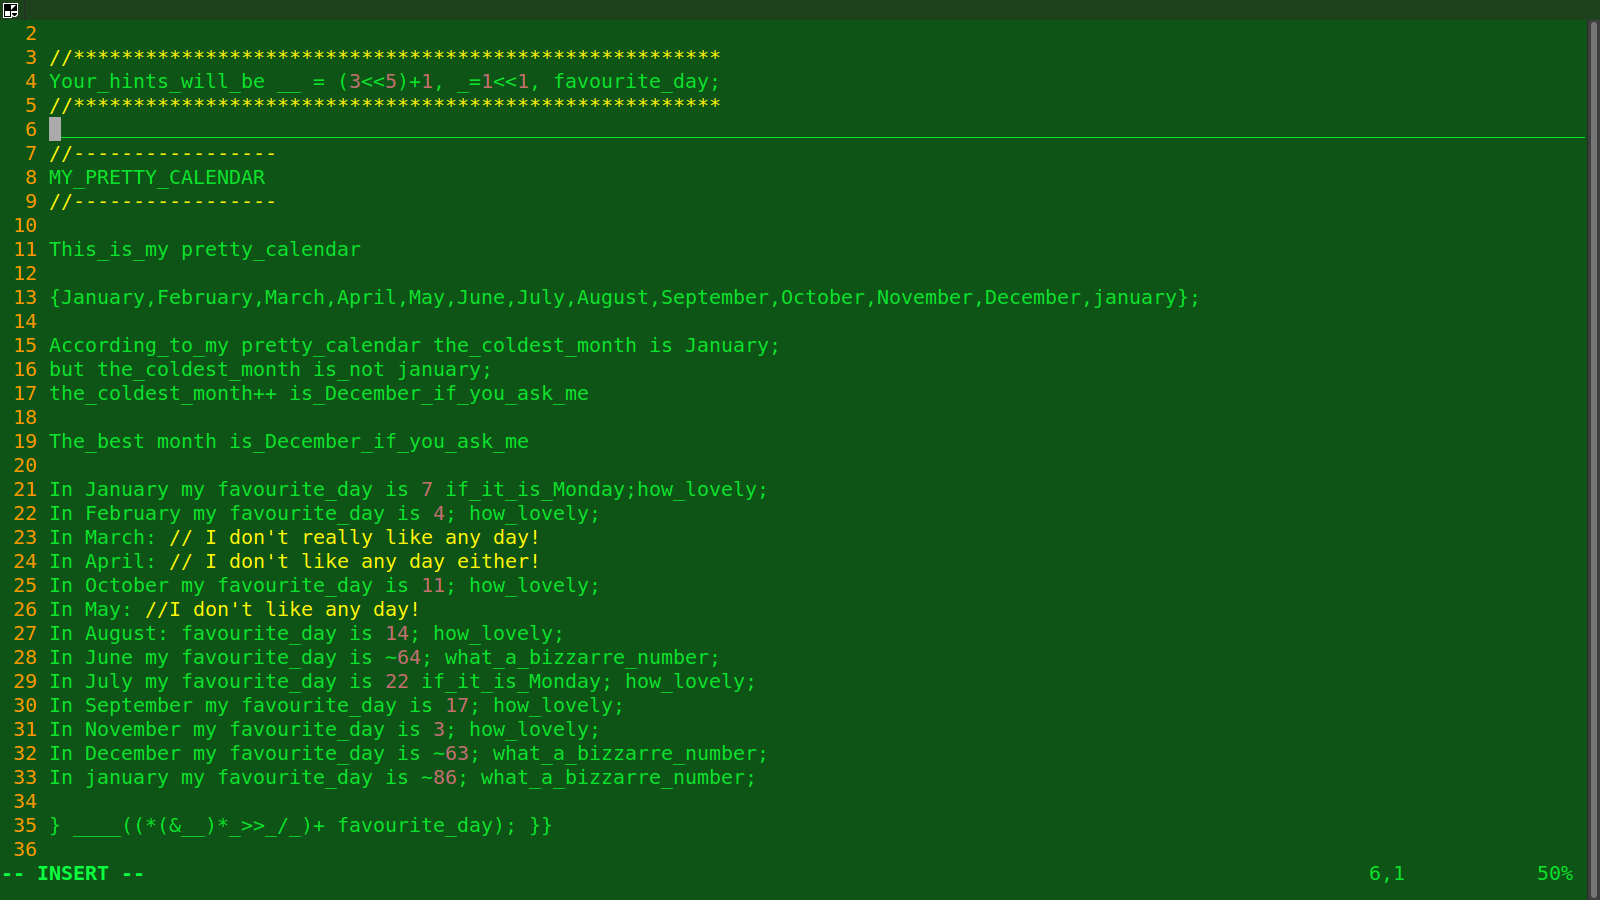 2
3 //******************************************************
4 Your_hints_will_be __ = (3<<5)+1, _=1<<1, favourite_day;
5 //******************************************************
6
7 //-----------------
8 MY_PRETTY_CALENDAR
9 //-----------------
10
11 This_is_my pretty_calendar
12
13 {January,February,March,April,May,June,July,August,September,October,November,December,january};
14
15 According_to_my pretty_calendar the_coldest_month is January;
16 but the_coldest_month is_not january;
17 the_coldest_month++ is_December_if_you_ask_me
18
19 The_best month is_December_if_you_ask_me
20
21 In January my favourite_day is 7 if_it_is_Monday;how_lovely;
22 In February my favourite_day is 4; how_lovely;
23 In March: // I don't really like any day!
24 In April: // I don't like any day either!
25 In October my favourite_day is 11; how_lovely;
26 In May: //I don't like any day!
27 In August: favourite_day is 14; how_lovely;
28 In June my favourite_day is ~64; what_a_bizzarre_number;
29 In July my favourite_day is 22 if_it_is_Monday; how_lovely;
30 In September my favourite_day is 17; how_lovely;
31 In November my favourite_day is 3; how_lovely;
32 In December my favourite_day is ~63; what_a_bizzarre_number;
33 In january my favourite_day is ~86; what_a_bizzarre_number;
34
35 } ____((*(&__)*_>>_/_)+ favourite_day); }}
36
-- INSERT -- 6,1 50%